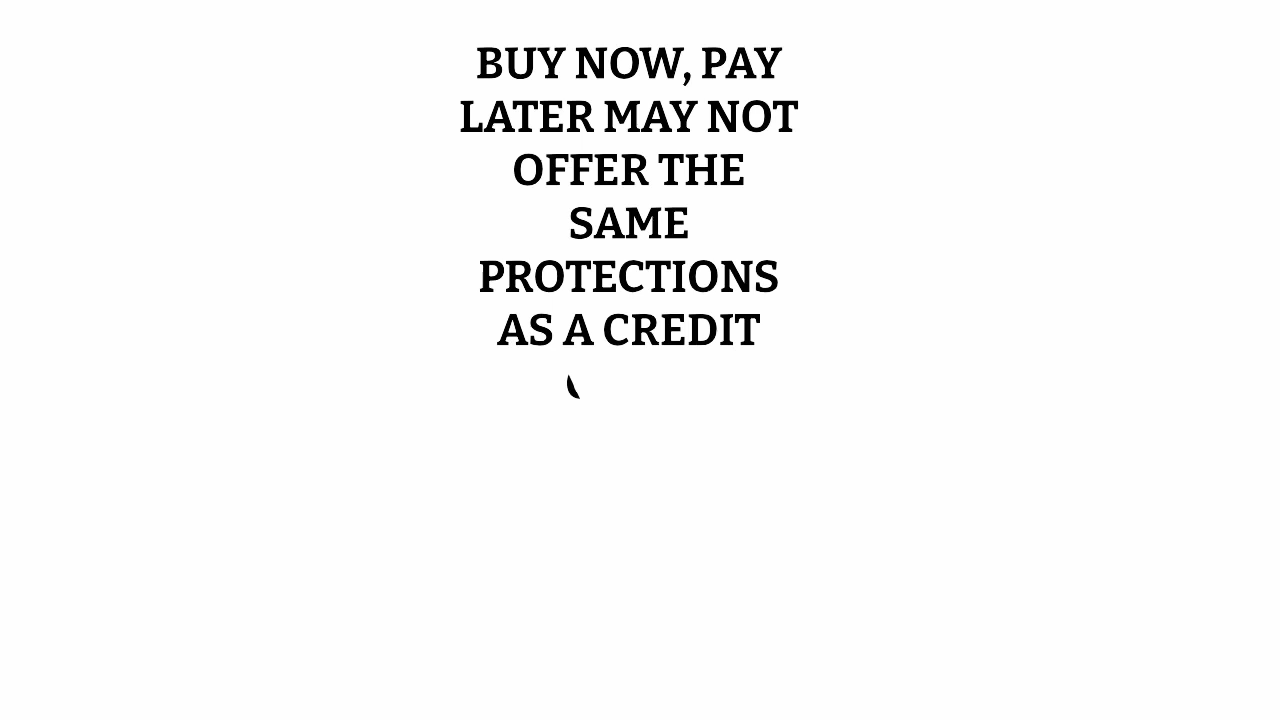 BUY NOW, PAY
LATER MAY NOT
OFFER THE
SAME
PROTECTIONS
AS A CREDIT